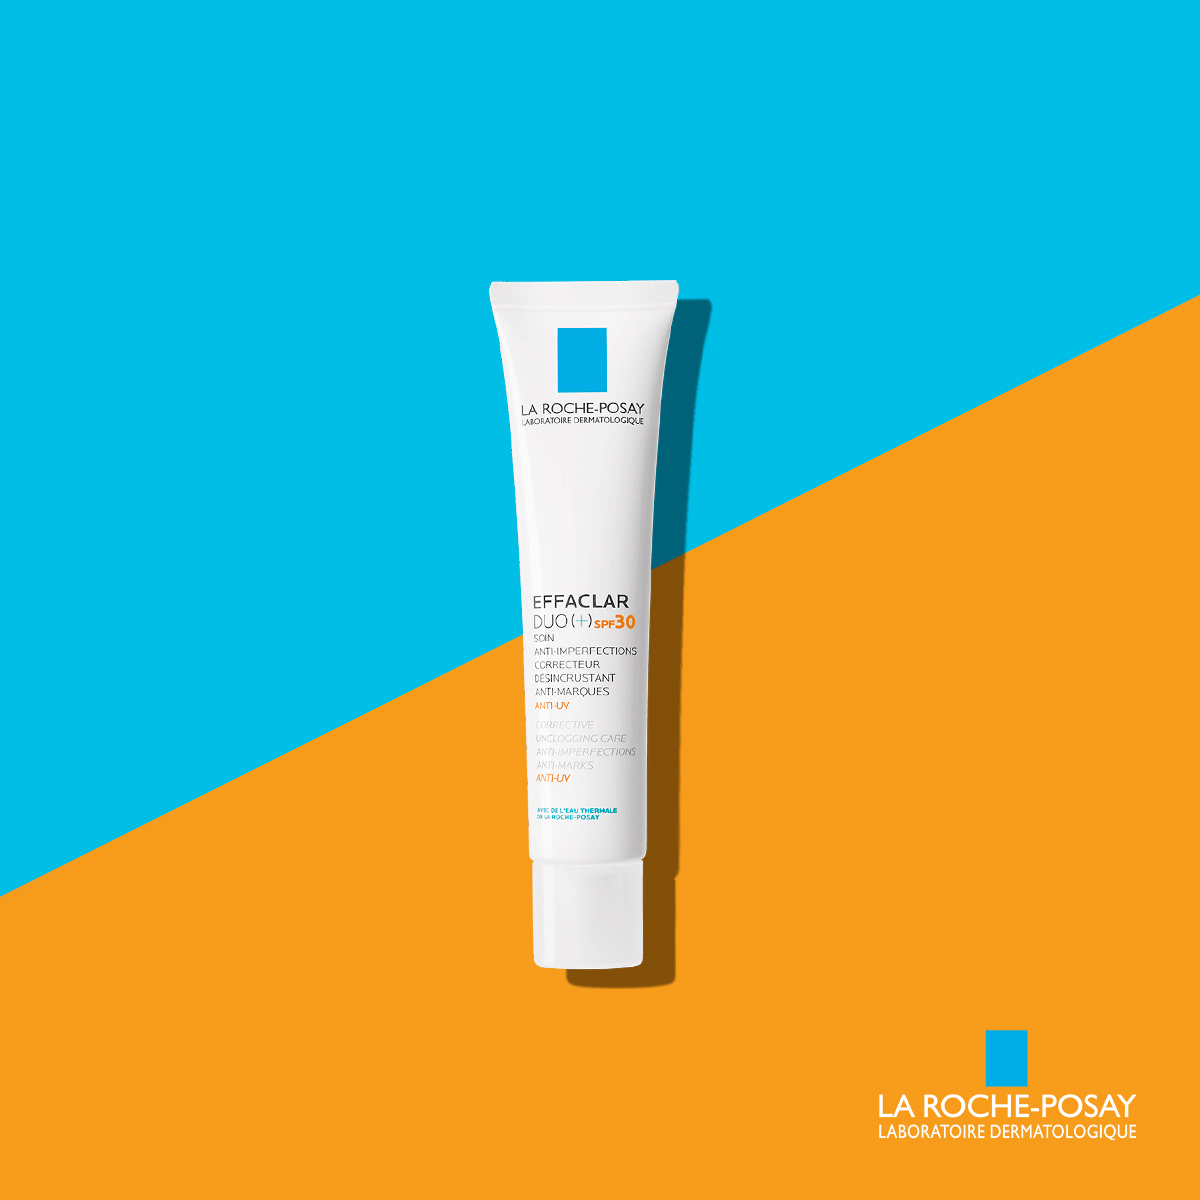 LA ROCHE-POSAY
LABORATOIRE DERMATOLOGIQUE
EFFACLAR
DUO(+) SPF30
SOIN
ANTI-IMPERFECTIONS
CORRECTEUR
DÉSINCRUSTANT
ANTI-MARQUES
ANTI-UV
CORRECTIVE
UNCLOGGING CARE
ANTI-IMPERFECTIONS
ANTI-MARKS
ANTI-UV
AVEC DE L'EAU THERMALE
DE LA ROCHE-POSAY
LA ROCHE-POSAY
LABORATOIRE DERMATOLOGIQUE